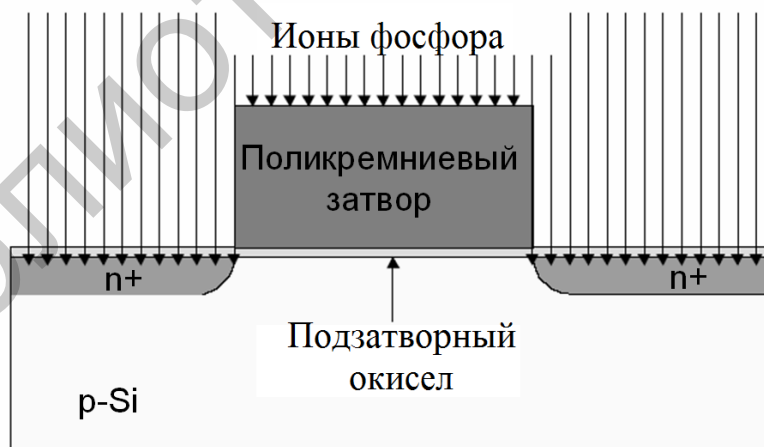 Ионы фосфора
Поликремниевый
затвор
n+
n+
Подзатворный
окисел
p-Si